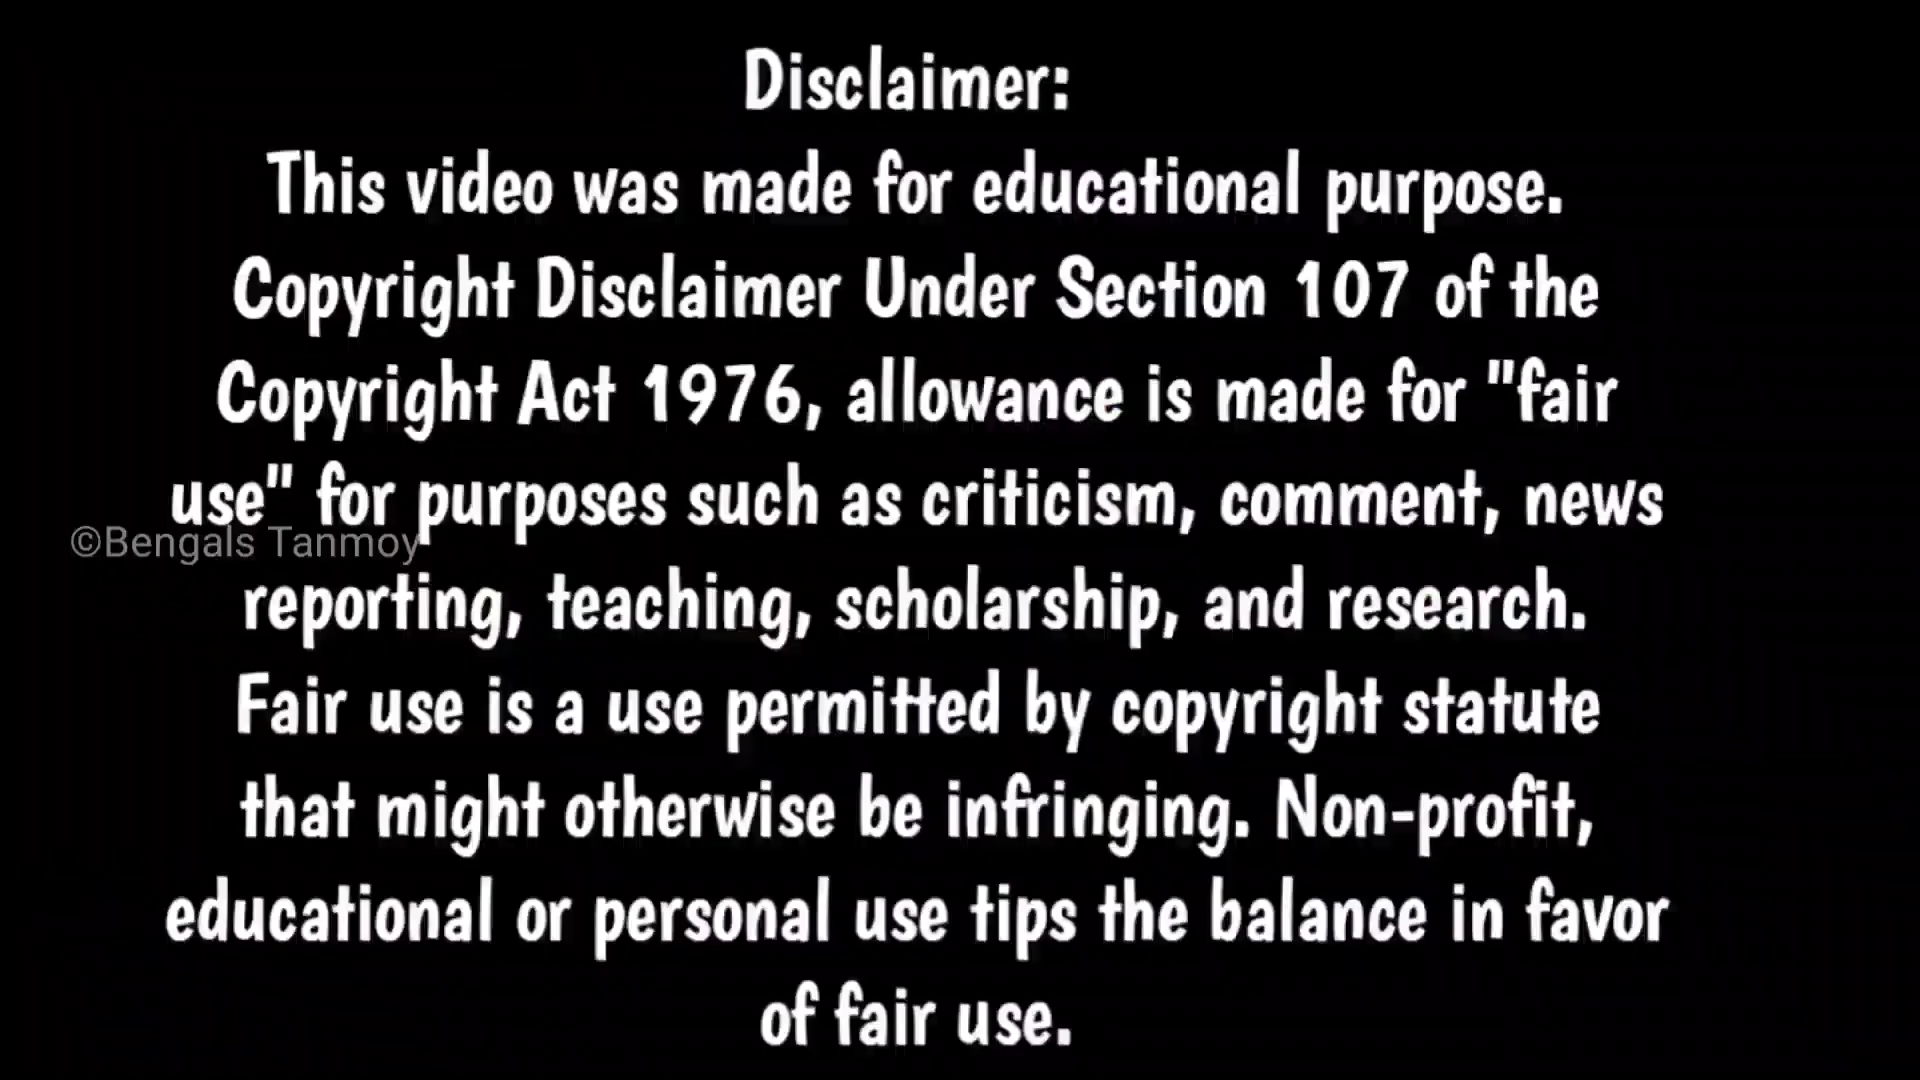 Disclaimer:
This video was made for educational purpose.
Copyright Disclaimer Under Section 107 of the
Copyright Act 1976, allowance is made for "fair
use" for purposes such as criticism, comment, news
©Bengals Tanmoy
reporting, teaching, scholarship, and research.
Fair use is a use permitted by copyright statute
that might otherwise be infringing. Non-profit,
educational or personal use tips the balance in favor
of fair use.